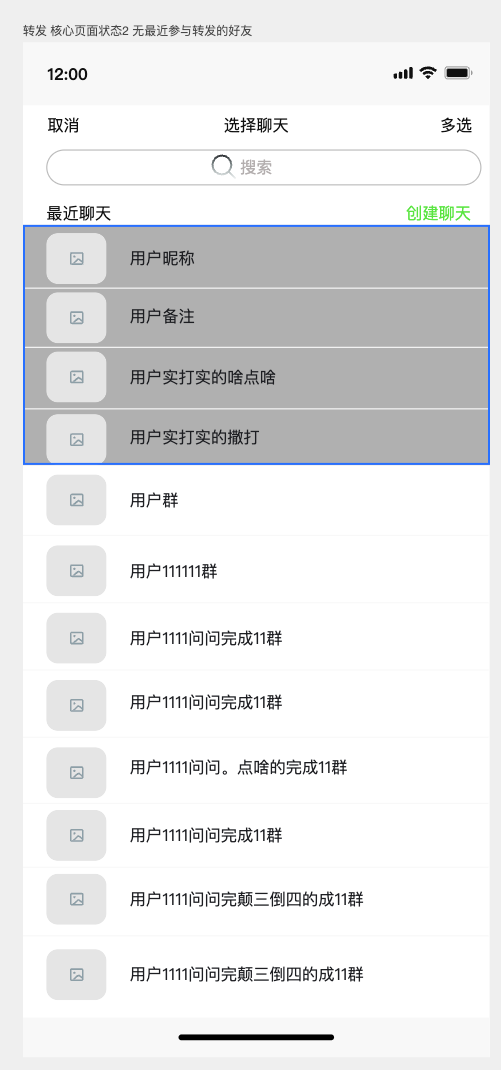 转发 核心页面状态2 无最近参与转发的好友
12:00
取消 选择聊天 多选
搜索
最近聊天 创建聊天
用户昵称
用户备注
用户实打实的啥点啥
用户实打实的撒打
用户群
用户111111群
用户1111问问完成11群
用户1111问问完成11群
用户1111问问。点啥的完成11群
用户1111问问完成11群
用户1111问问完颠三倒四的成11群
用户1111问问完颠三倒四的成11群